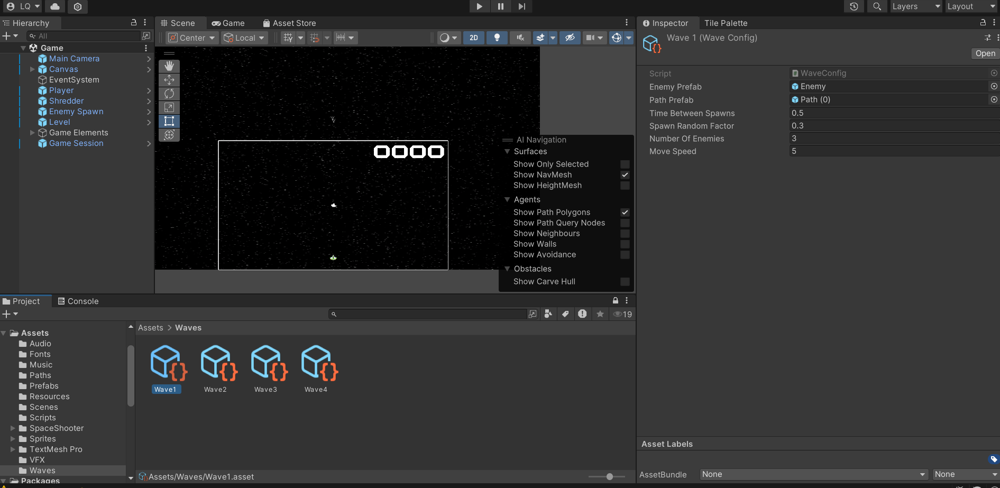 LQ
Layers
Layout
Hierarchy
All
Game
Main Camera
Canvas
EventSystem
Player
Shredder
Enemy Spawn
Level
Game Elements
Game Session
Scene
Game
Asset Store
Center
Local
2D
0000
AI Navigation
Surfaces
Show Only Selected
Show NavMesh
Show HeightMesh
Agents
Show Path Polygons
Show Path Query Nodes
Show Neighbours
Show Walls
Show Avoidance
Obstacles
Show Carve Hull
Inspector
Tile Palette
Wave 1 (Wave Config)
Open
Script WaveConfig
Enemy Prefab Enemy
Path Prefab Path (0)
Time Between Spawns 0.5
Spawn Random Factor 0.3
Number Of Enemies 3
Move Speed 5
Asset Labels
AssetBundle None None
Project
Console
19
Assets
Audio
Fonts
Music
Paths
Prefabs
Resources
Scenes
Scripts
SpaceShooter
Sprites
TextMesh Pro
VFX
Waves
Packages
Assets > Waves
Wave1
Wave2
Wave3
Wave4
Assets/Waves/Wave1.asset